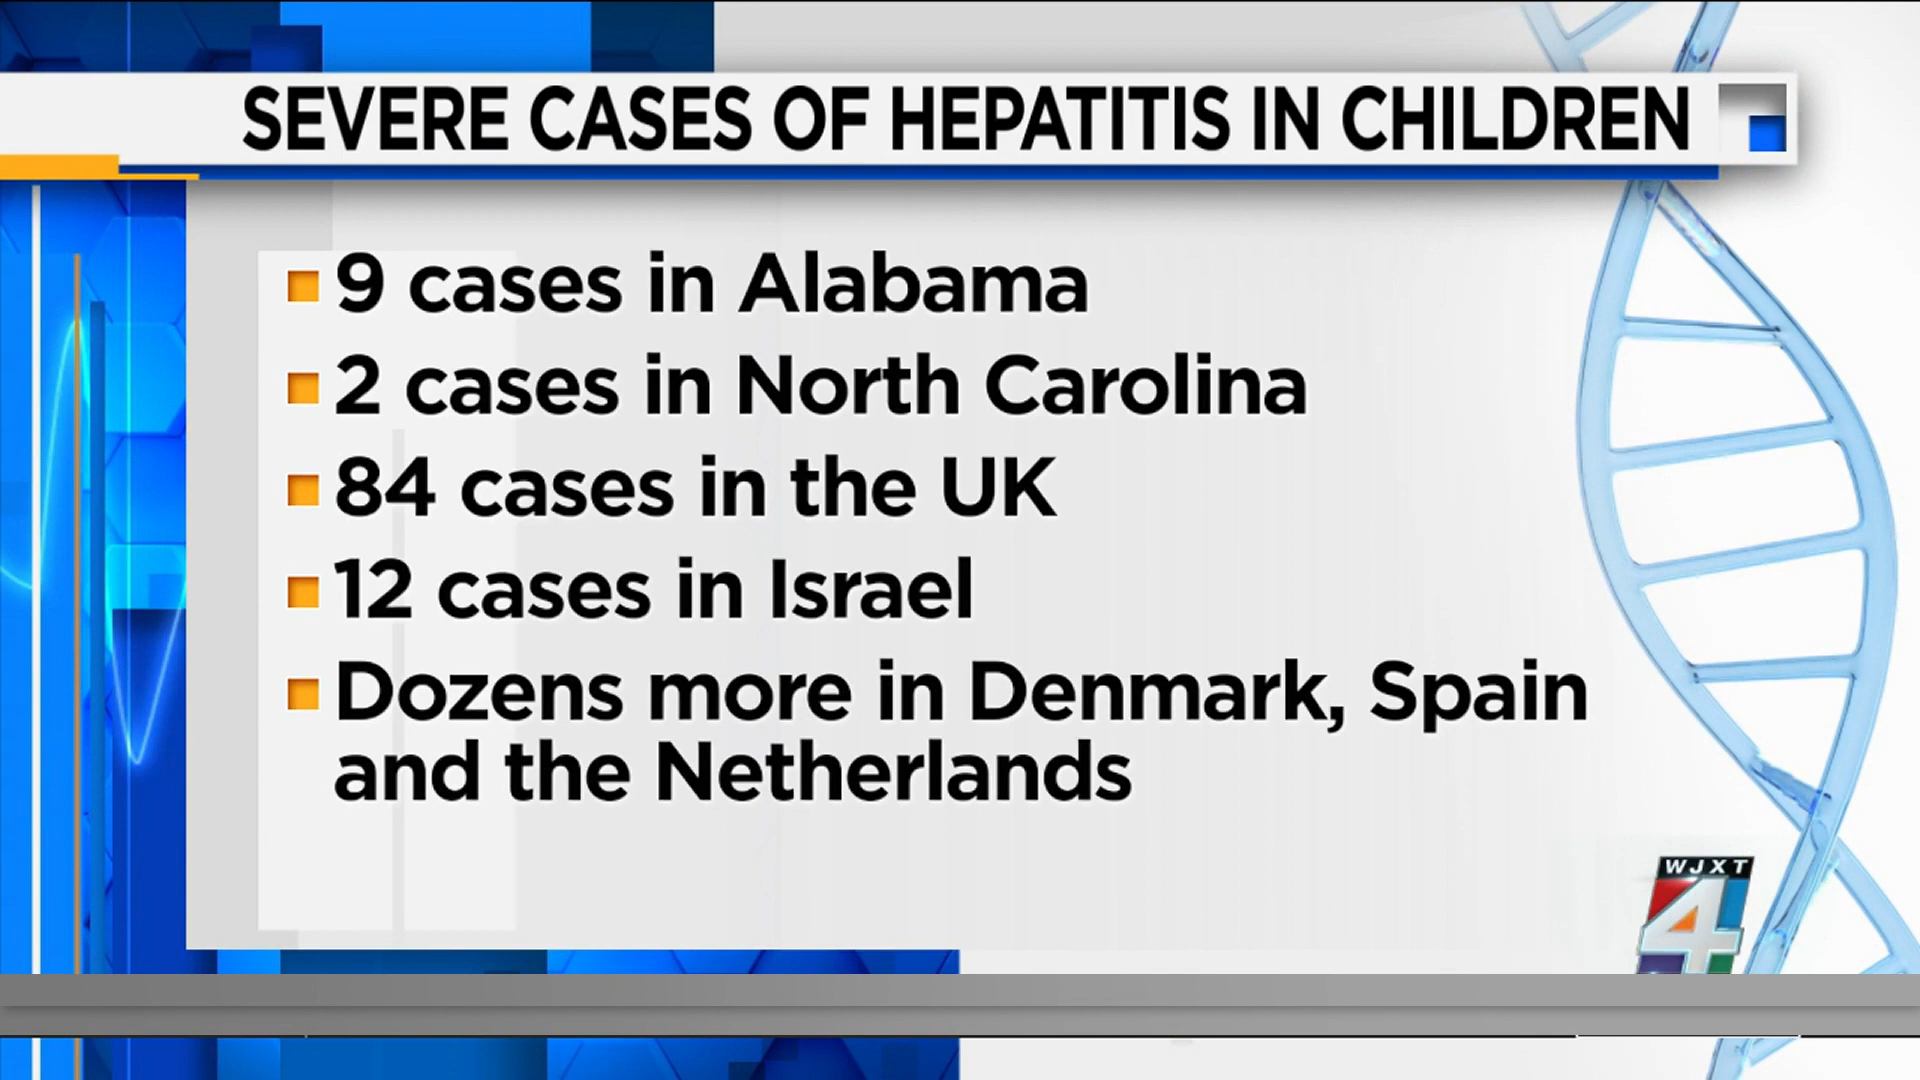 SEVERE CASES OF HEPATITIS IN CHILDREN
9 cases in Alabama
2 cases in North Carolina
84 cases in the UK
12 cases in Israel
Dozens more in Denmark, Spain
and the Netherlands
WJXT
4